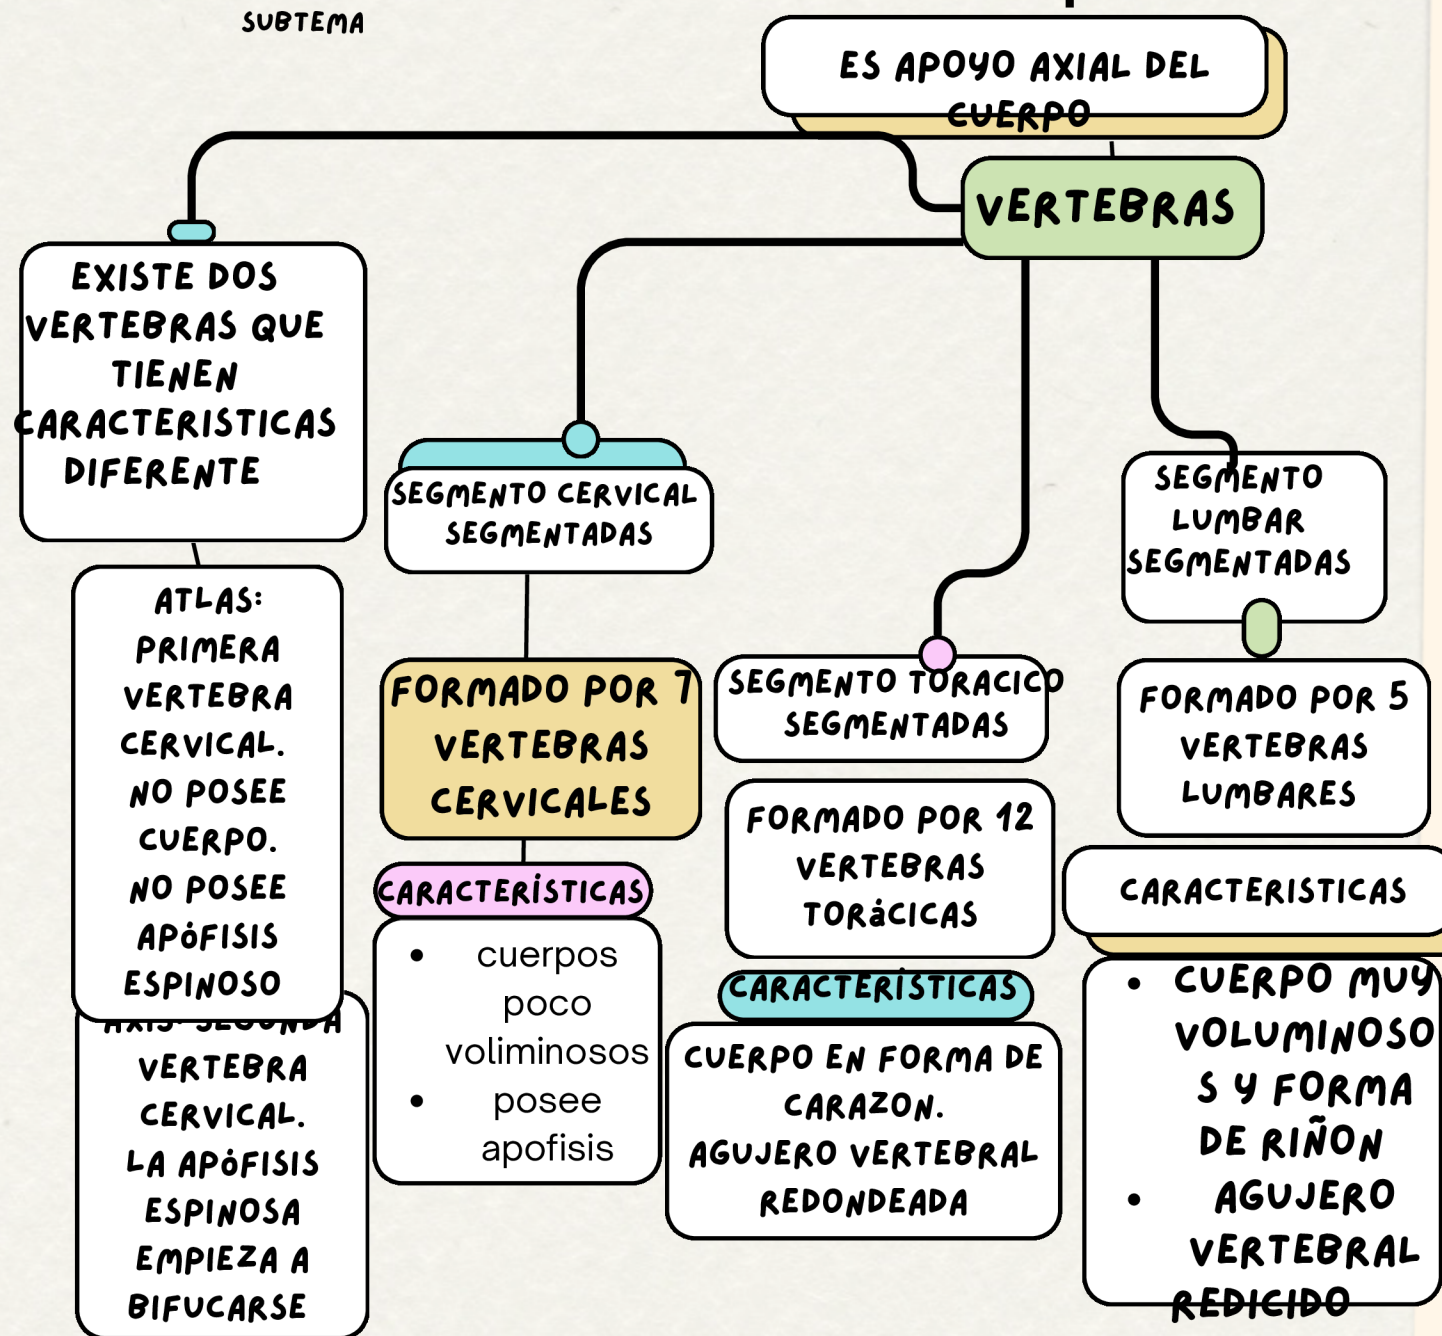 SUBTEMA
ES APOYO AXIAL DEL
CUERPO
VERTEBRAS
EXISTE DOS
VERTEBRAS QUE
TIENEN
CARACTERISTICAS
DIFERENTE
ATLAS:
PRIMERA
VERTEBRA
CERVICAL.
NO POSEE
CUERPO.
NO POSEE
APÓFISIS
ESPINOSO
AXIS: SEGUNDA
VERTEBRA
CERVICAL.
LA APÓFISIS
ESPINOSA
EMPIEZA A
BIFUCARSE
SEGMENTO CERVICAL
SEGMENTADAS
FORMADO POR 7
VERTEBRAS
CERVICALES
CARACTERÍSTICAS
• cuerpos
poco
voliminosos
• posee
apofisis
SEGMENTO TORACICO
SEGMENTADAS
FORMADO POR 12
VERTEBRAS
TORÁCICAS
CARACTERÍSTICAS
CUERPO EN FORMA DE
CARAZON.
AGUJERO VERTEBRAL
REDONDEADA
SEGMENTO
LUMBAR
SEGMENTADAS
FORMADO POR 5
VERTEBRAS
LUMBARES
CARACTERISTICAS
• CUERPO MUY
VOLUMINOSO
S Y FORMA
DE RIÑON
• AGUJERO
VERTEBRAL
REDICIDO